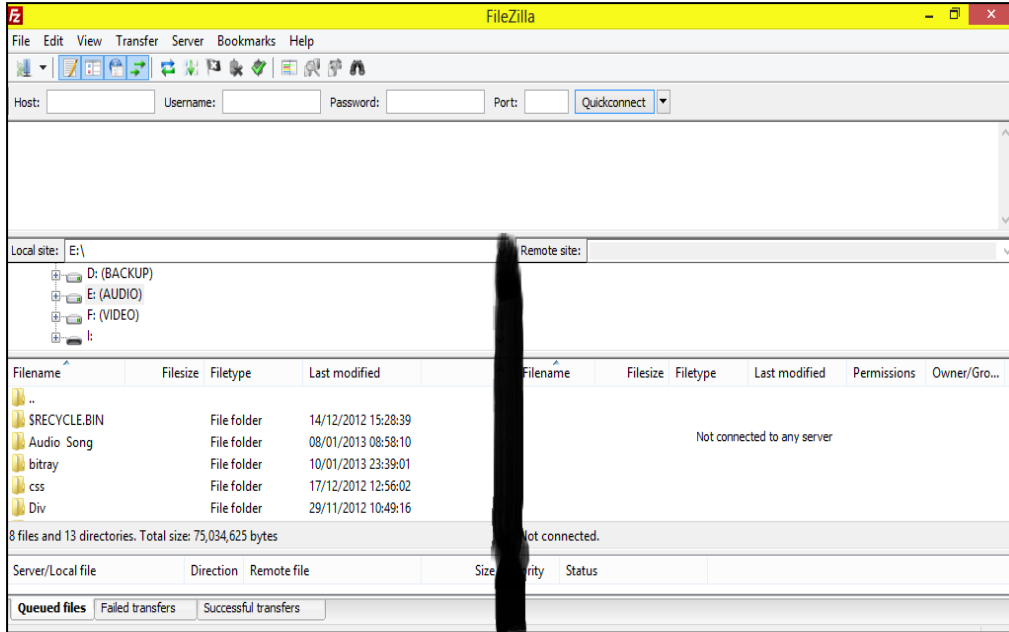 Fz FileZilla
File Edit View Transfer Server Bookmarks Help
Host: Username: Password: Port: Quickconnect
Local site: E:\ Remote site:
D: (BACKUP)
E: (AUDIO)
F: (VIDEO)
I:
Filename Filesize Filetype Last modified Filename Filesize Filetype Last modified Permissions Owner/Gro...
..
$RECYCLE.BIN File folder 14/12/2012 15:28:39
Audio Song File folder 08/01/2013 08:58:10 Not connected to any server
bitray File folder 10/01/2013 23:39:01
css File folder 17/12/2012 12:56:02
Div File folder 29/11/2012 10:49:16
8 files and 13 directories. Total size: 75,034,625 bytes Not connected.
Server/Local file Direction Remote file Size Status
Queued files Failed transfers Successful transfers